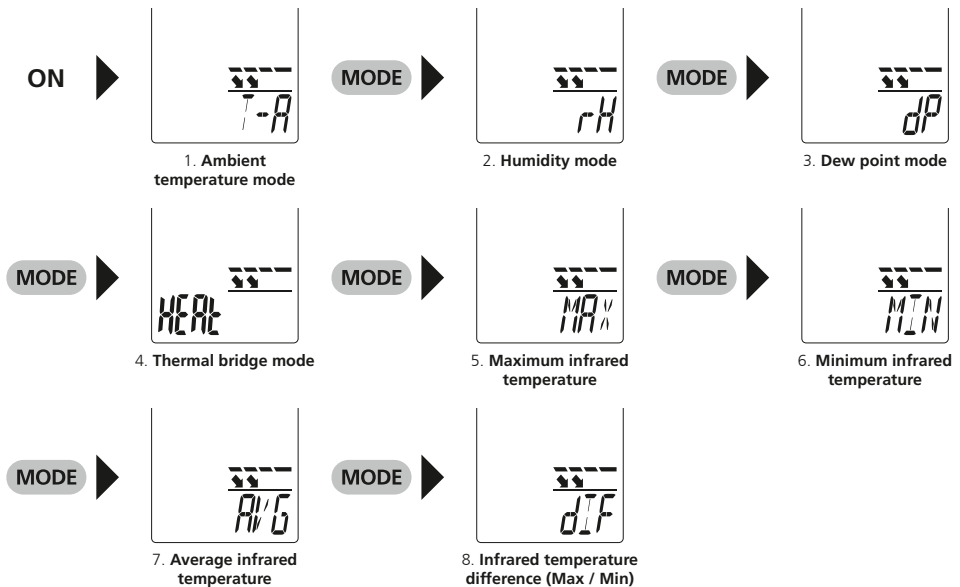 ON
T-A
MODE
rH
MODE
dP
1. Ambient
temperature mode
2. Humidity mode
3. Dew point mode
MODE
HEAt
MODE
MAX
MODE
MIN
4. Thermal bridge mode
5. Maximum infrared
temperature
6. Minimum infrared
temperature
MODE
AVG
MODE
dIF
7. Average infrared
temperature
8. Infrared temperature
difference (Max / Min)